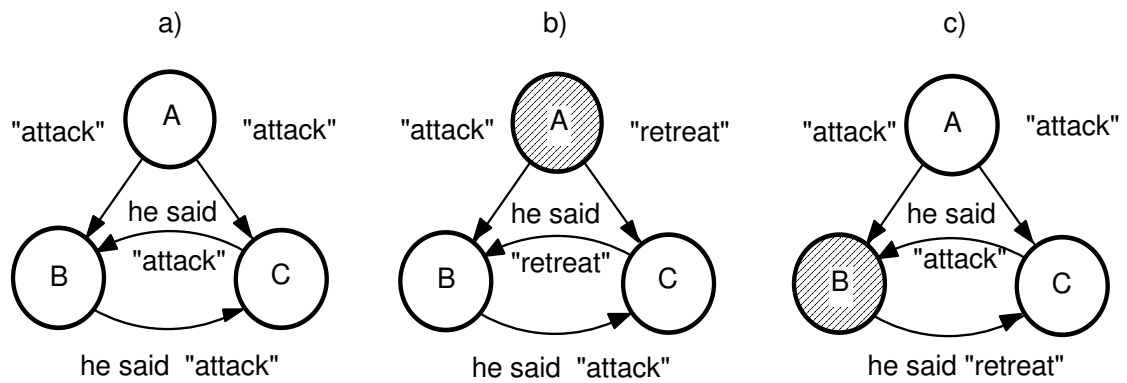 a)
A
"attack"
"attack"
he said
"attack"
B
C
he said "attack"
b)
A
"attack"
"retreat"
he said
"retreat"
B
C
he said "attack"
c)
A
"attack"
"attack"
he said
"attack"
B
C
he said "retreat"